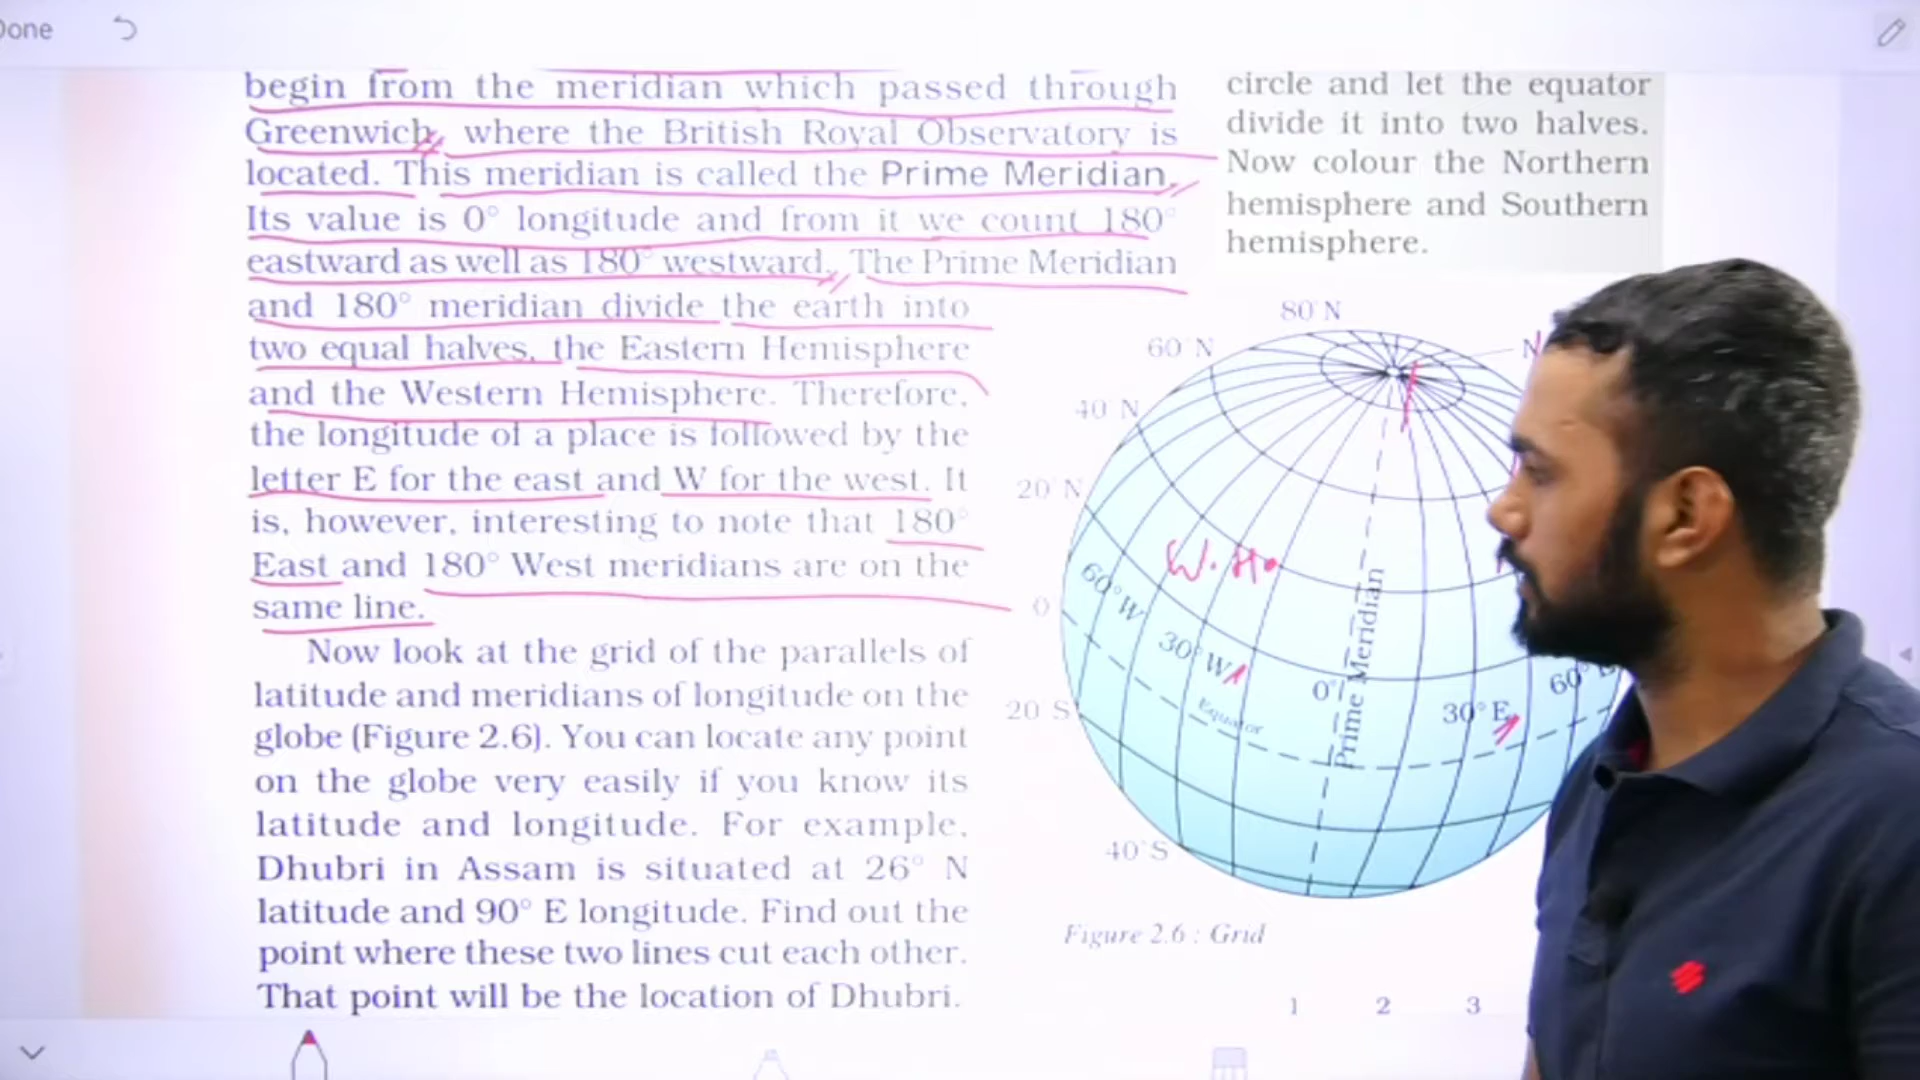 Done
begin from the meridian which passed through
Greenwich, where the British Royal Observatory is
located. This meridian is called the Prime Meridian.
Its value is 0° longitude and from it we count 180°
eastward as well as 180° westward. The Prime Meridian
and 180° meridian divide the earth into
two equal halves, the Eastern Hemisphere
and the Western Hemisphere. Therefore,
the longitude of a place is followed by the
letter E for the east and W for the west. It
is, however, interesting to note that 180°
East and 180° West meridians are on the
same line.
Now look at the grid of the parallels of
latitude and meridians of longitude on the
globe (Figure 2.6). You can locate any point
on the globe very easily if you know its
latitude and longitude. For example,
Dhubri in Assam is situated at 26° N
latitude and 90° E longitude. Find out the
point where these two lines cut each other.
That point will be the location of Dhubri.
circle and let the equator
divide it into two halves.
Now colour the Northern
hemisphere and Southern
hemisphere.
80°N
60°N
N
40°N
20°N
W.H.
0
60°W
30°W
0°
30°E
60°
Prime Meridian
Equator
20°S
40°S
Figure 2.6 : Grid
1 2 3